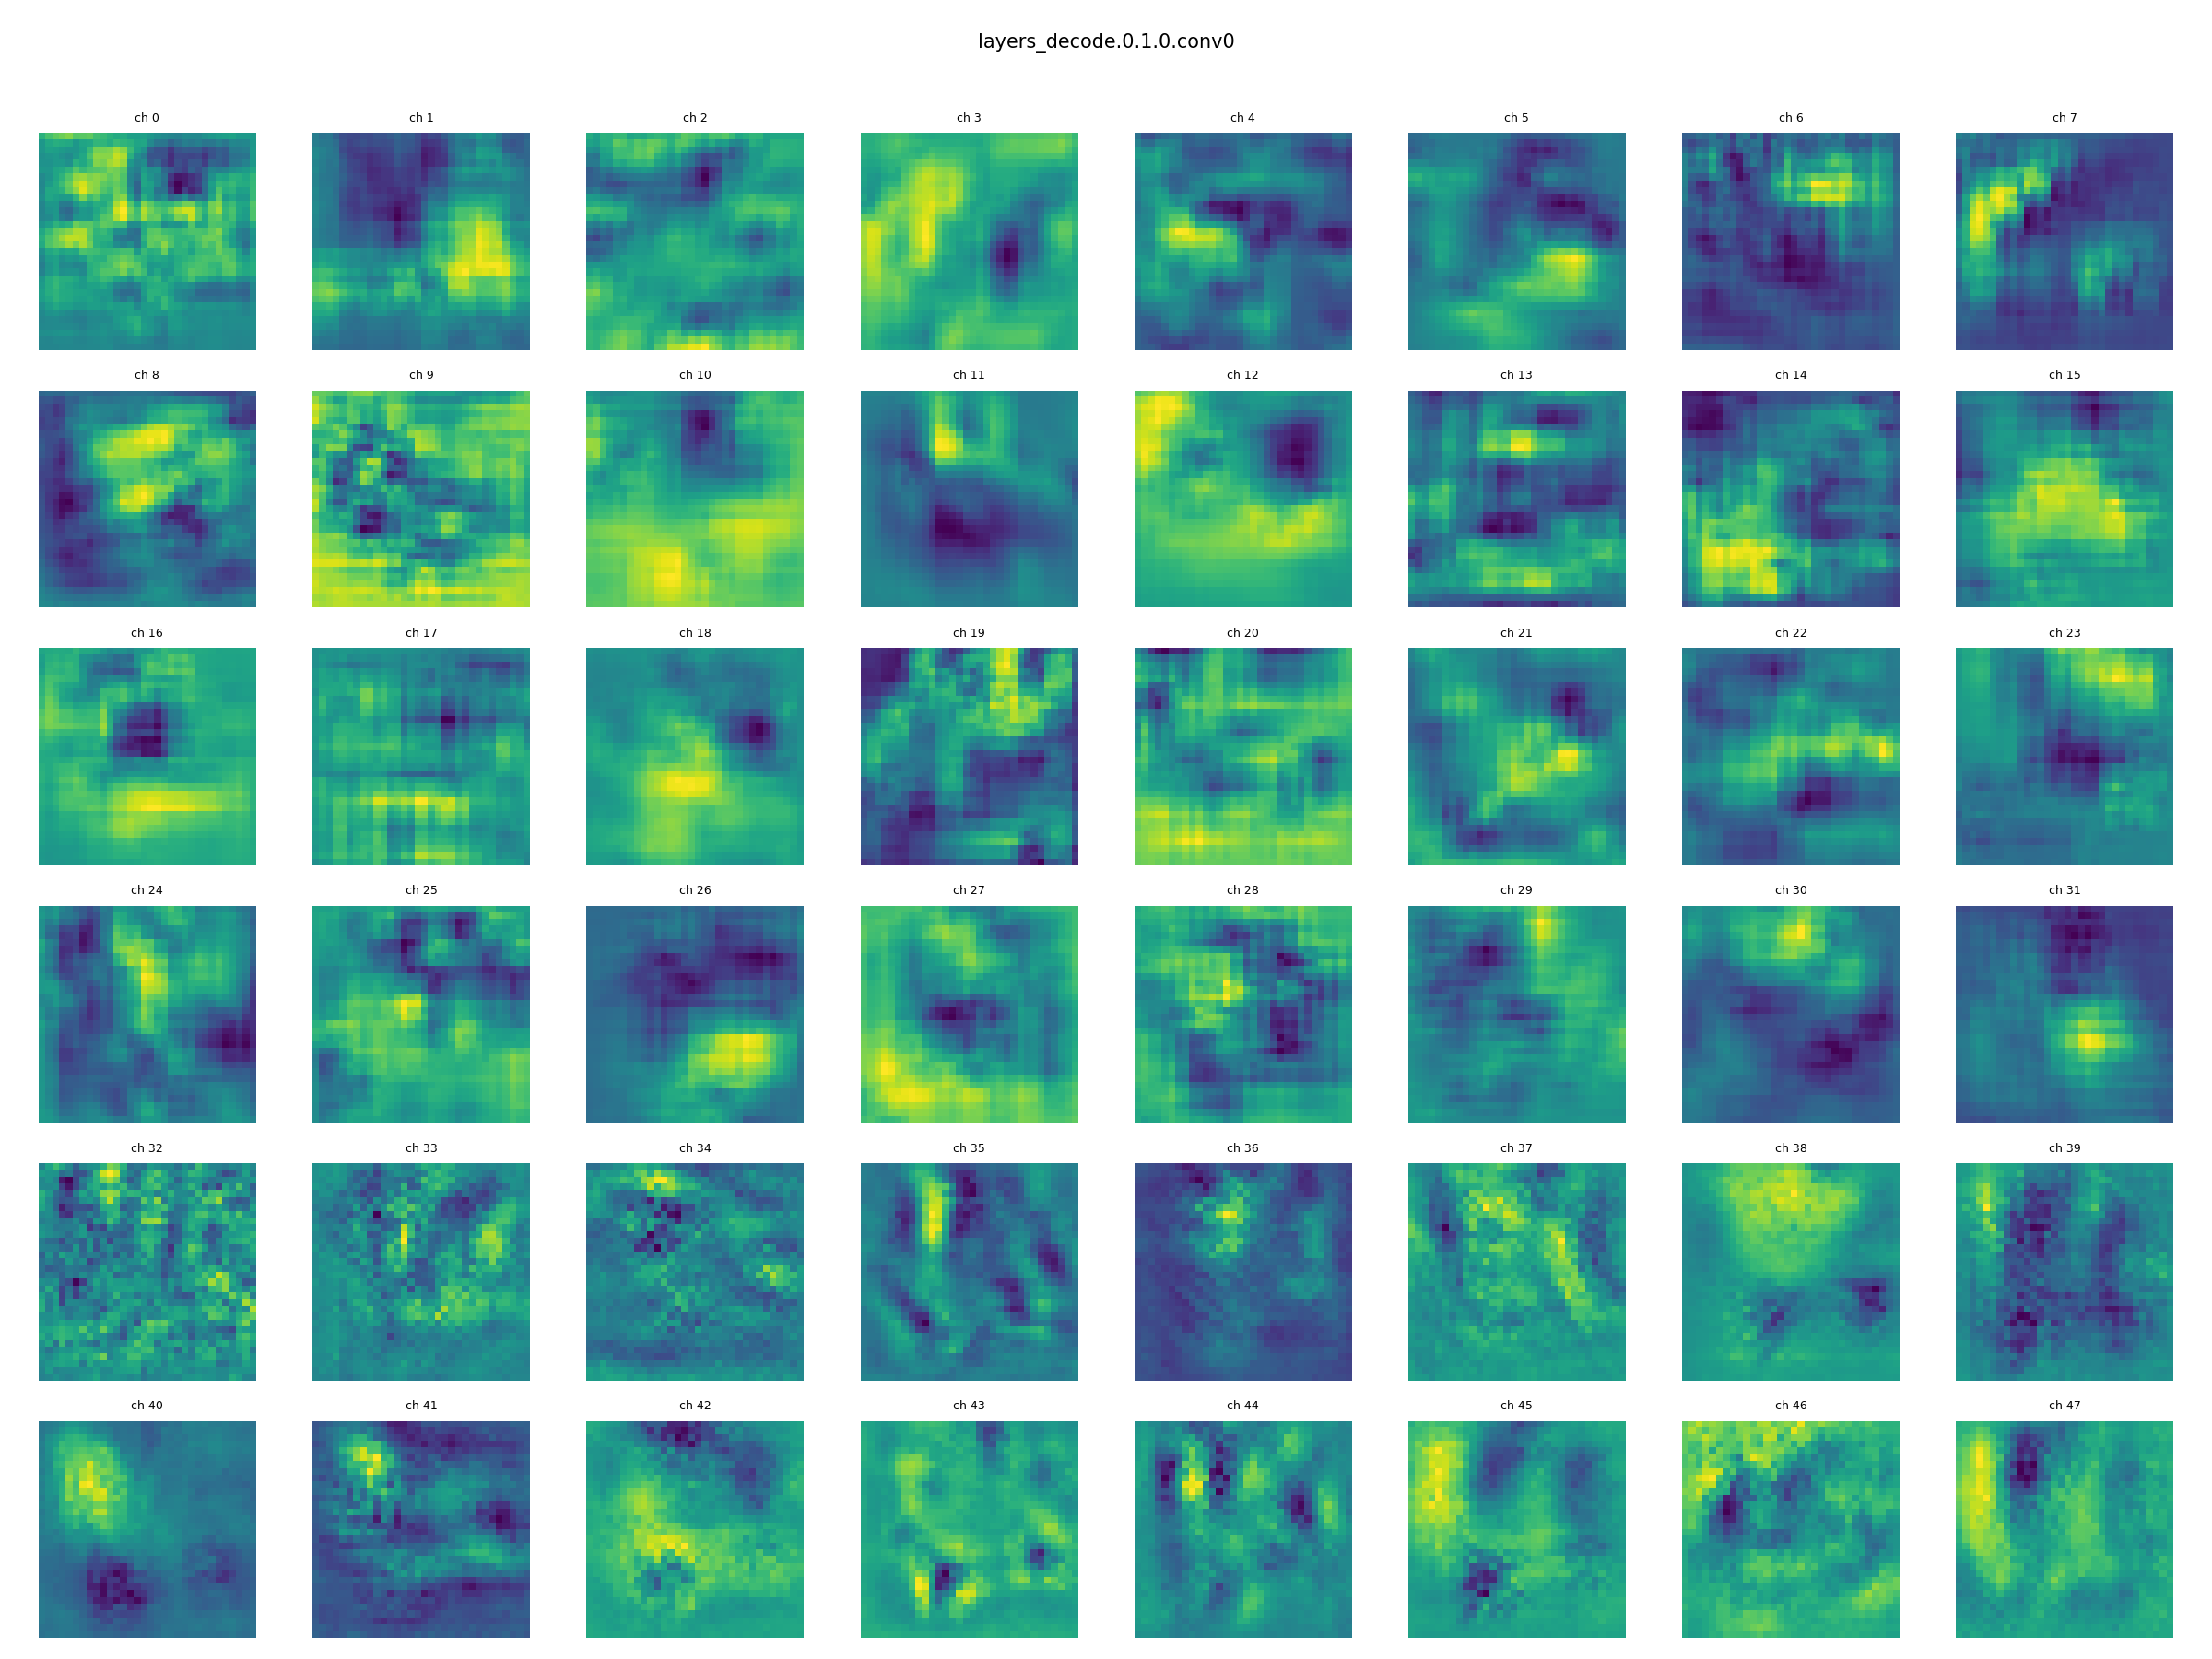 layers_decode.0.1.0.conv0
ch 0 ch 1 ch 2 ch 3 ch 4 ch 5 ch 6 ch 7
ch 8 ch 9 ch 10 ch 11 ch 12 ch 13 ch 14 ch 15
ch 16 ch 17 ch 18 ch 19 ch 20 ch 21 ch 22 ch 23
ch 24 ch 25 ch 26 ch 27 ch 28 ch 29 ch 30 ch 31
ch 32 ch 33 ch 34 ch 35 ch 36 ch 37 ch 38 ch 39
ch 40 ch 41 ch 42 ch 43 ch 44 ch 45 ch 46 ch 47